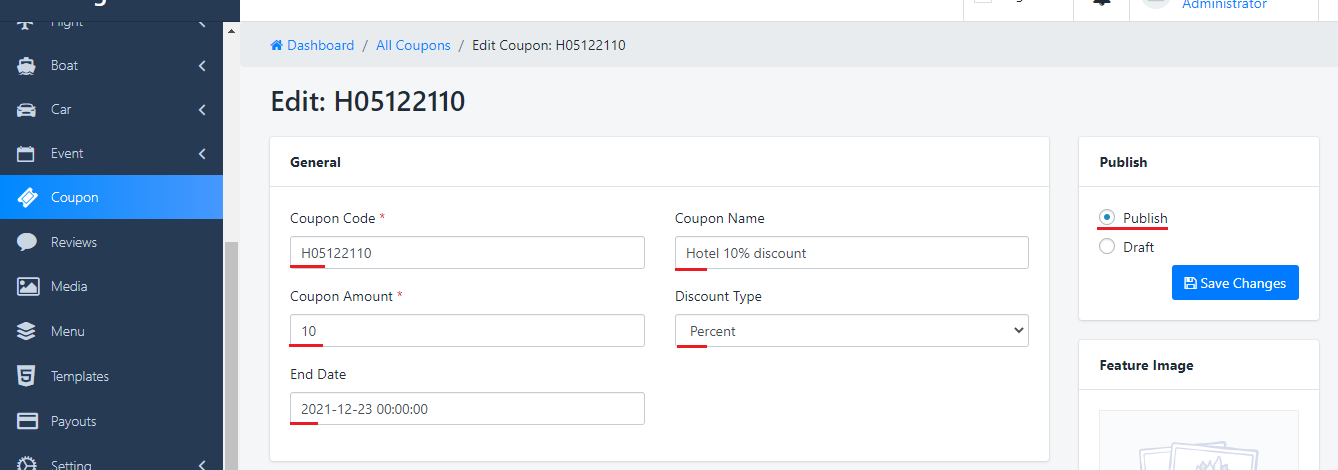 Administrator
Flight
Boat
Car
Event
Coupon
Reviews
Media
Menu
Templates
Payouts
Setting
Dashboard / All Coupons / Edit Coupon: H05122110
Edit: H05122110
General
Coupon Code *
H05122110
Coupon Name
Hotel 10% discount
Coupon Amount *
10
Discount Type
Percent
End Date
2021-12-23 00:00:00
Publish
Publish
Draft
Save Changes
Feature Image